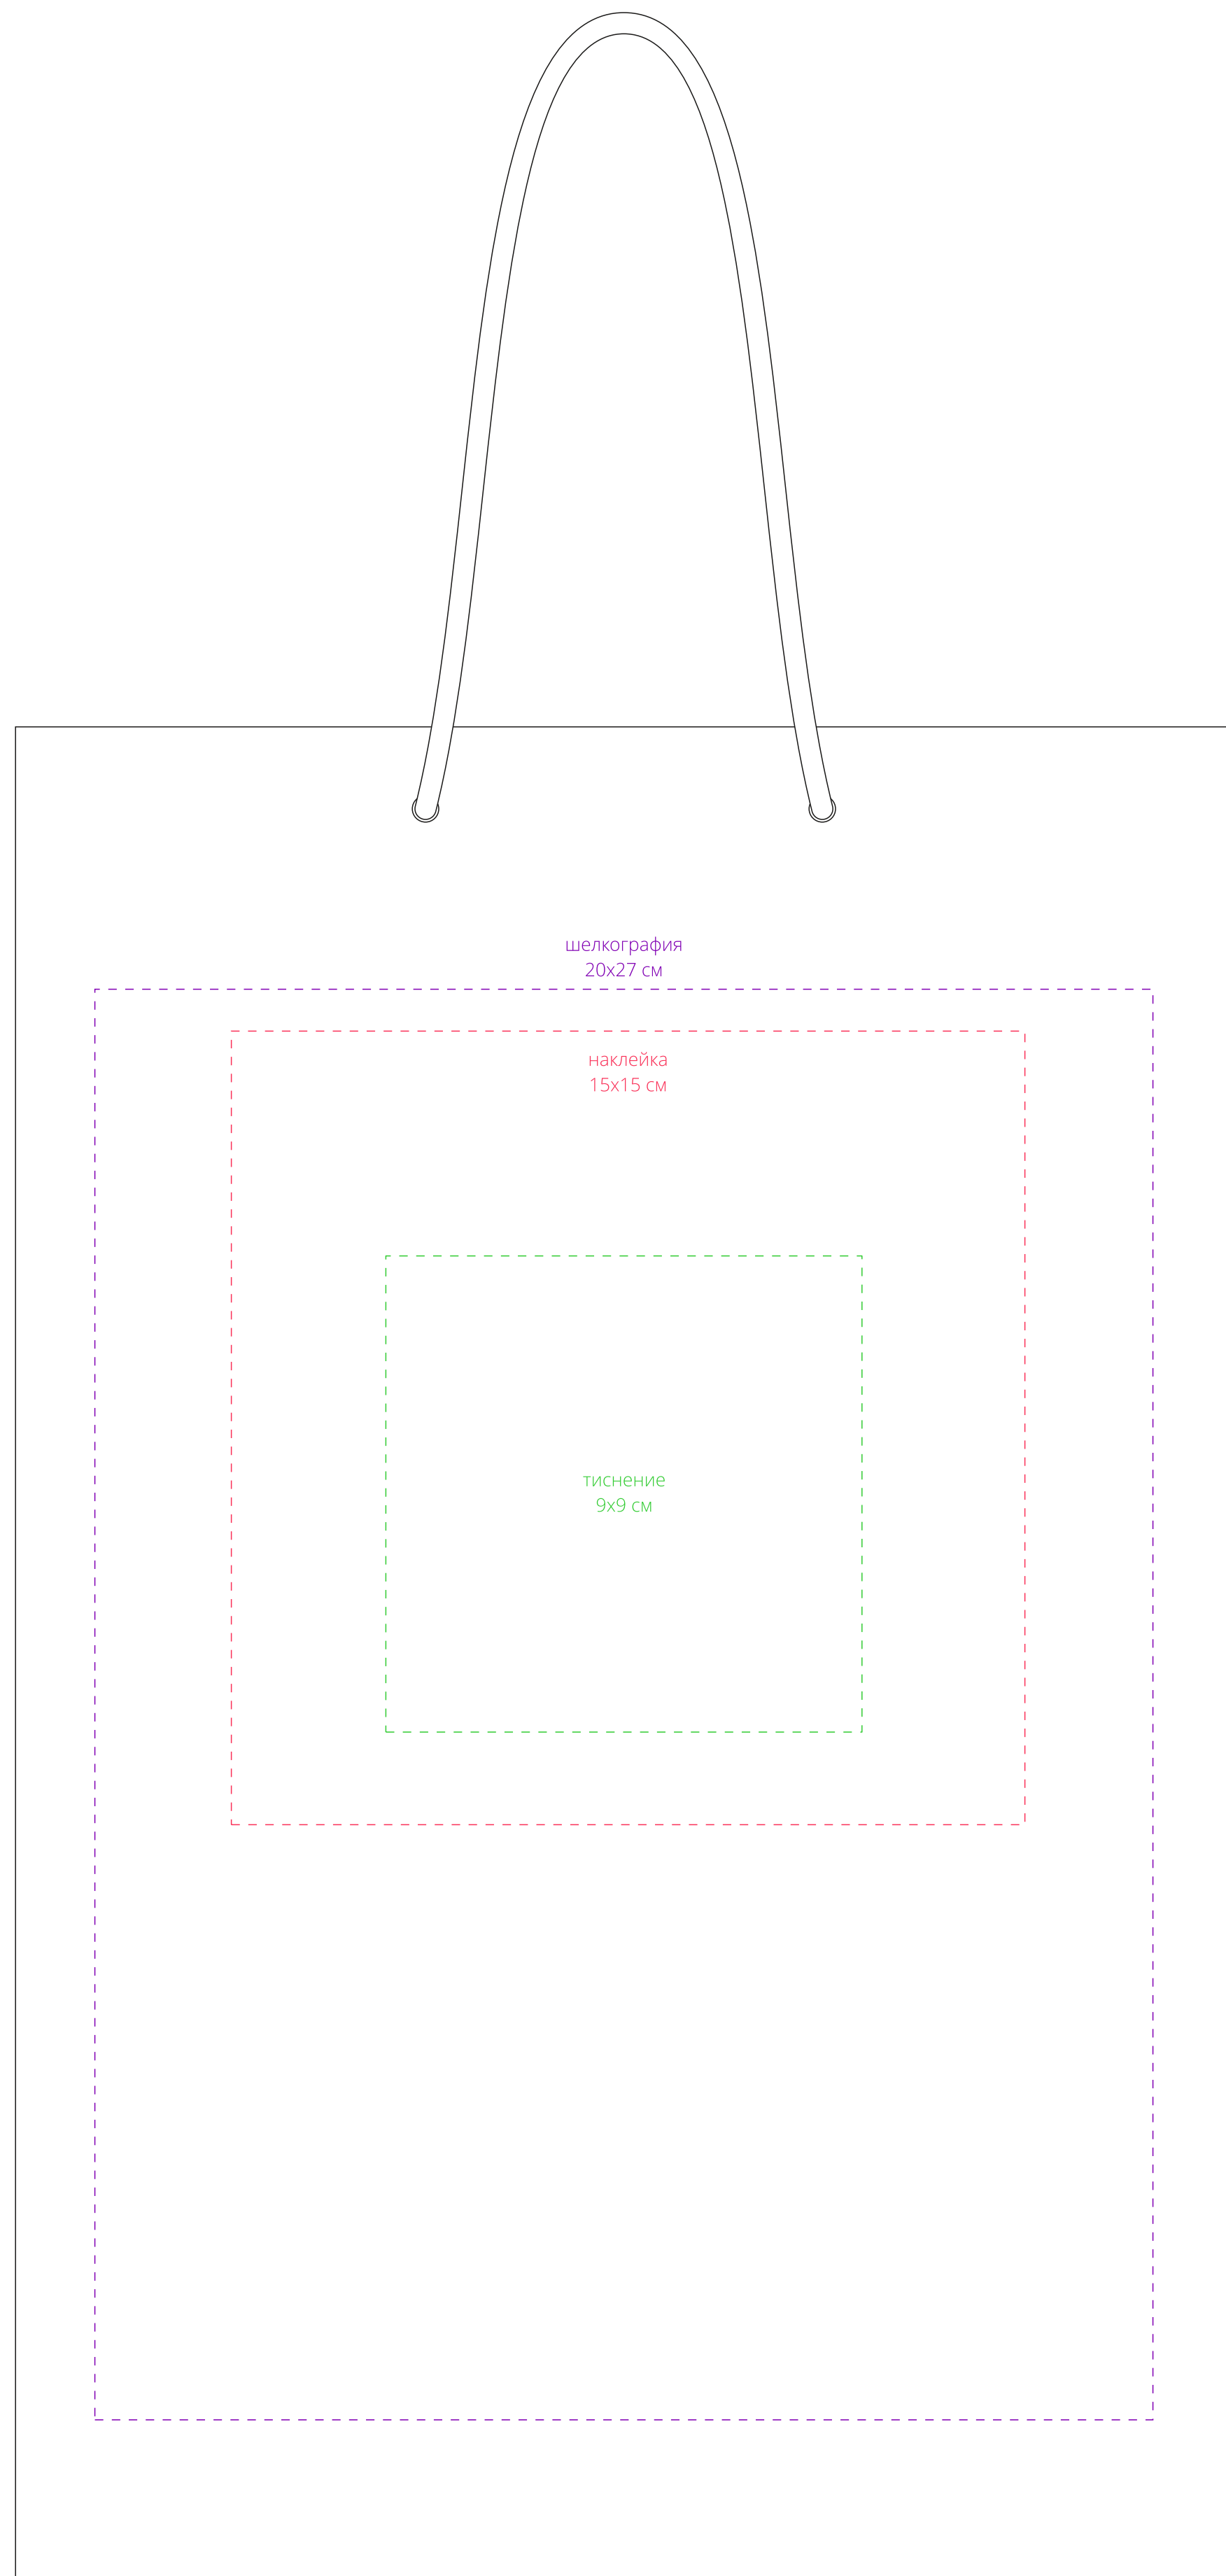 шелкография
20х27 см
наклейка
15х15 см
тиснение
9х9 см